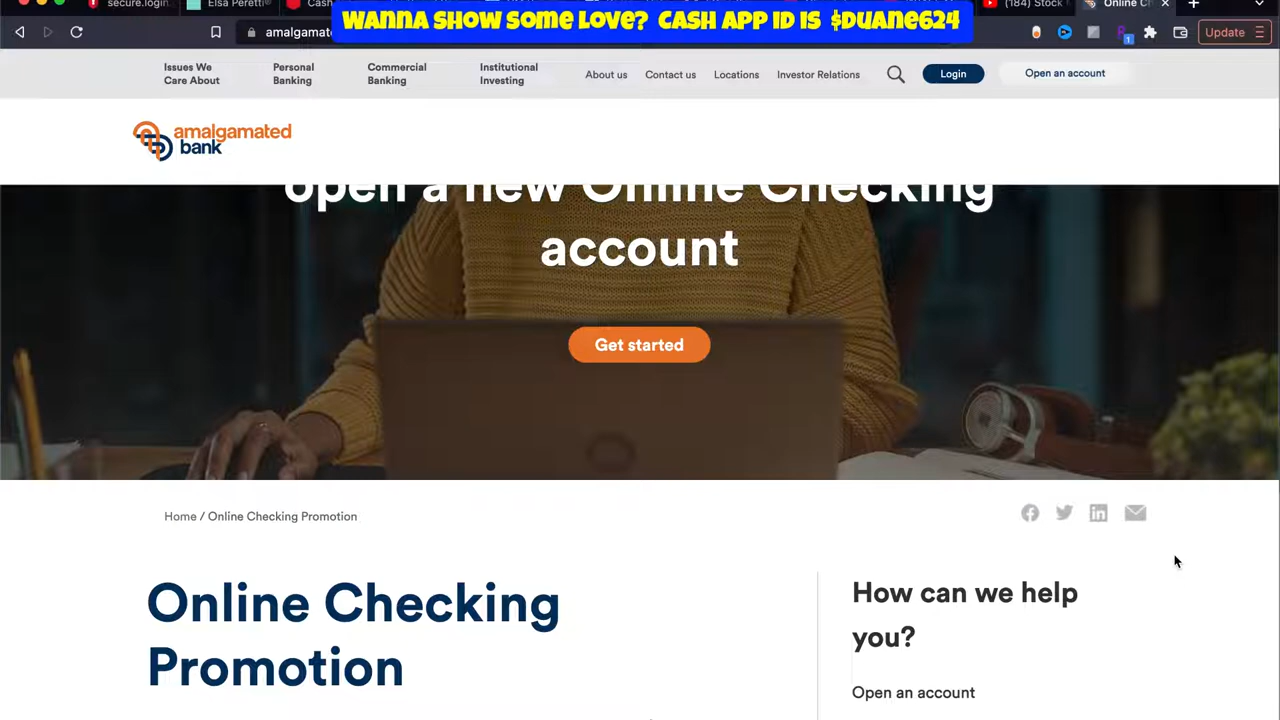 secure.login
Elsa Peretti
Cash
WANNA SHOW SOME LOVE? CASH APP ID IS $DUANE624
(184) Stock
Online Ch
amalgamate
Update
1
Issues We
Care About
Personal
Banking
Commercial
Banking
Institutional
Investing
About us
Contact us
Locations
Investor Relations
Login
Open an account
amalgamated
bank
open a new Online Checking
account
Get started
Home / Online Checking Promotion
Online Checking
Promotion
How can we help
you?
Open an account